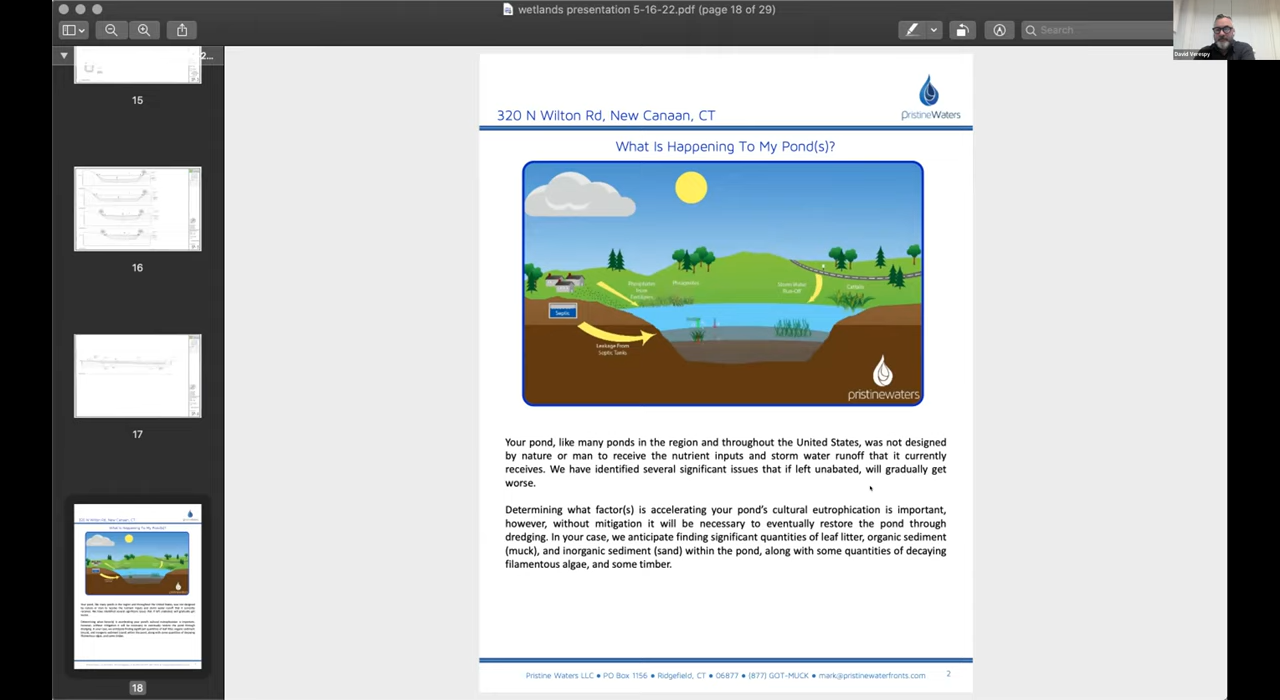 wetlands presentation 5-16-22.pdf (page 18 of 29)
Search
David Verespy
2...
15
16
17
18
320 N Wilton Rd, New Canaan, CT
pristineWaters
What Is Happening To My Pond(s)?
Phosphates
from
Fertilizers
Storm Water
Run-Off
Cattails
Septic
Leakage From
Septic Tanks
pristinewaters
Your pond, like many ponds in the region and throughout the United States, was not designed
by nature or man to receive the nutrient inputs and storm water runoff that it currently
receives. We have identified several significant issues that if left unabated, will gradually get
worse.
Determining what factor(s) is accelerating your pond's cultural eutrophication is important,
however, without mitigation it will be necessary to eventually restore the pond through
dredging. In your case, we anticipate finding significant quantities of leaf litter, organic sediment
(muck), and inorganic sediment (sand) within the pond, along with some quantities of decaying
filamentous algae, and some timber.
Pristine Waters LLC ● PO Box 1156 ● Ridgefield, CT ● 06877 ● (877) GOT-MUCK ● mark@pristinewaterfronts.com
2